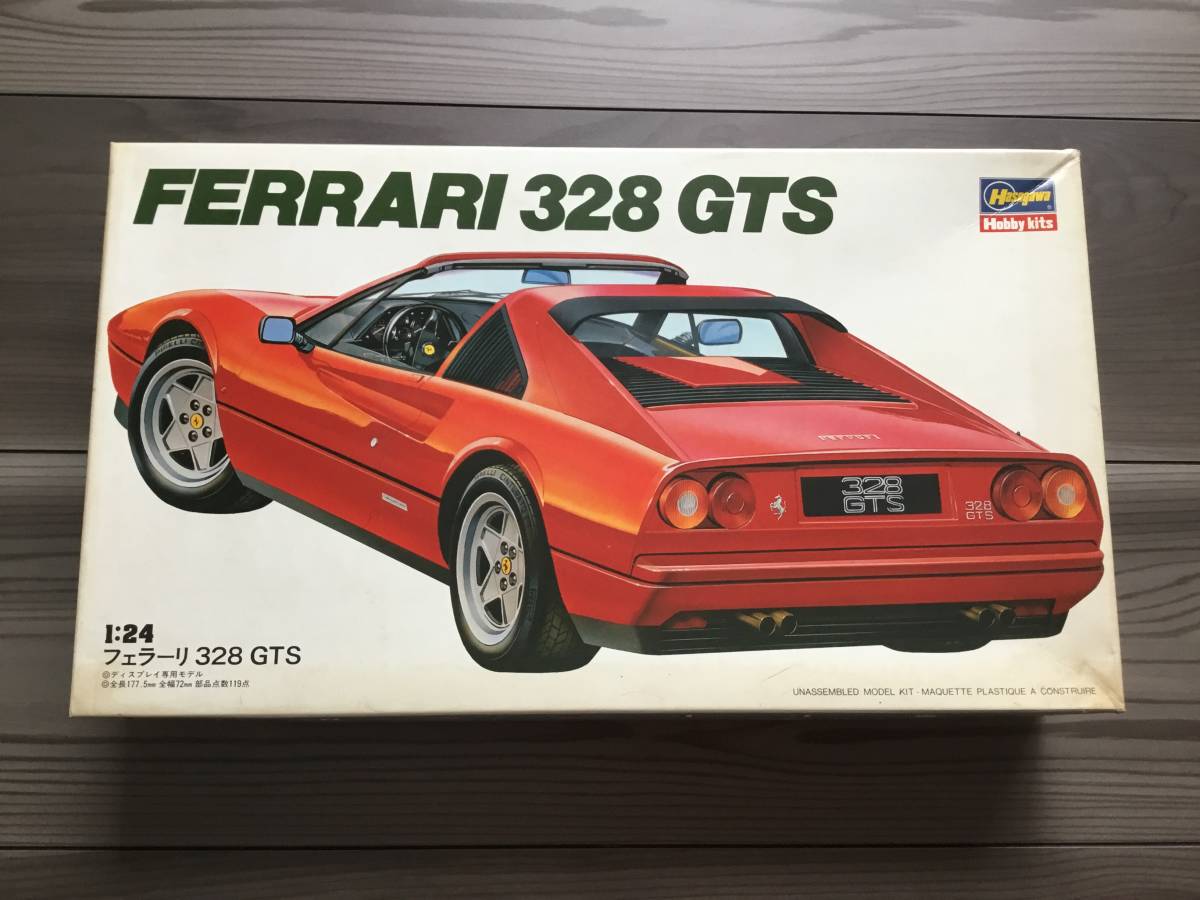 FERRARI 328 GTS
Hasegawa
Hobby kits
FERRARI
328
GTS
328
GTS
1:24
フェラーリ 328 GTS
◎ディスプレイ専用モデル
◎全長177.5mm 全幅72mm 部品点数119点
UNASSEMBLED MODEL KIT - MAQUETTE PLASTIQUE A CONSTRUIRE